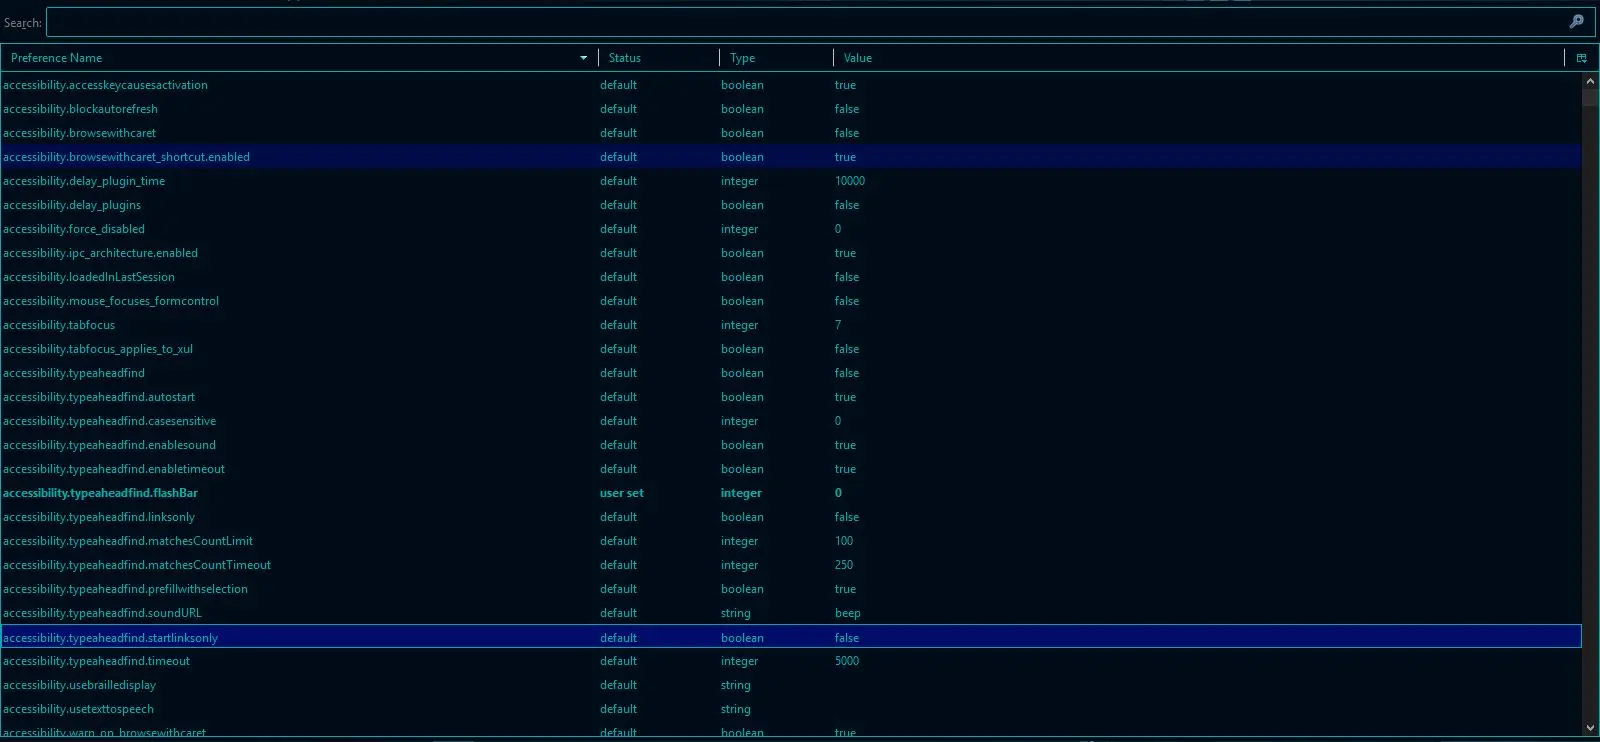 Search:
Preference Name Status Type Value
accessibility.accesskeycausesactivation default boolean true
accessibility.blockautorefresh default boolean false
accessibility.browsewithcaret default boolean false
accessibility.browsewithcaret_shortcut.enabled default boolean true
accessibility.delay_plugin_time default integer 10000
accessibility.delay_plugins default boolean false
accessibility.force_disabled default integer 0
accessibility.ipc_architecture.enabled default boolean true
accessibility.loadedInLastSession default boolean false
accessibility.mouse_focuses_formcontrol default boolean false
accessibility.tabfocus default integer 7
accessibility.tabfocus_applies_to_xul default boolean false
accessibility.typeaheadfind default boolean false
accessibility.typeaheadfind.autostart default boolean true
accessibility.typeaheadfind.casesensitive default integer 0
accessibility.typeaheadfind.enablesound default boolean true
accessibility.typeaheadfind.enabletimeout default boolean true
accessibility.typeaheadfind.flashBar user set integer 0
accessibility.typeaheadfind.linksonly default boolean false
accessibility.typeaheadfind.matchesCountLimit default integer 100
accessibility.typeaheadfind.matchesCountTimeout default integer 250
accessibility.typeaheadfind.prefillwithselection default boolean true
accessibility.typeaheadfind.soundURL default string beep
accessibility.typeaheadfind.startlinksonly default boolean false
accessibility.typeaheadfind.timeout default integer 5000
accessibility.usebrailledisplay default string
accessibility.usetexttospeech default string
accessibility.warn_on_browsewithcaret default boolean true